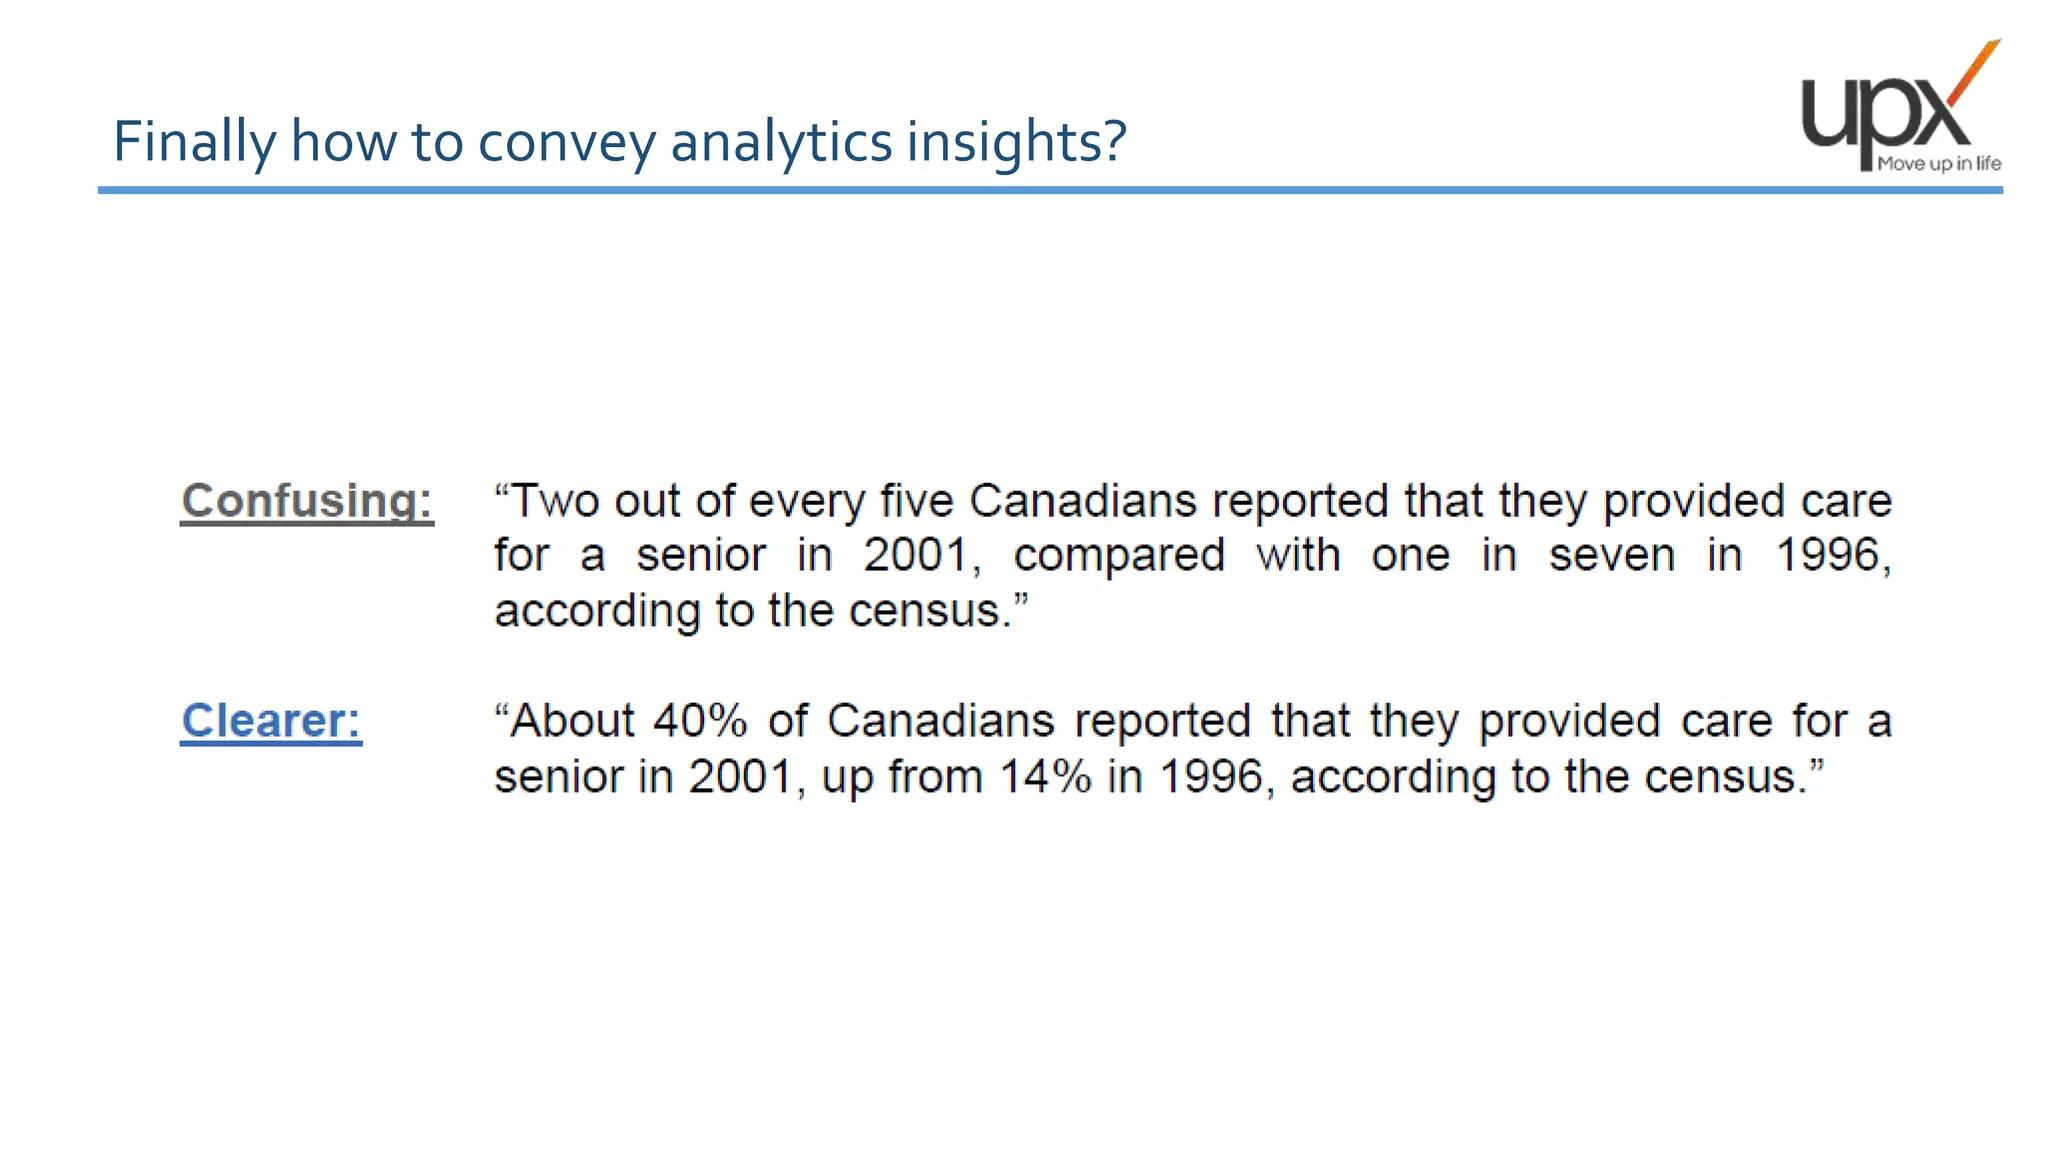 upx
Move up in life
Finally how to convey analytics insights?
Confusing: “Two out of every five Canadians reported that they provided care
for a senior in 2001, compared with one in seven in 1996,
according to the census.”
Clearer: “About 40% of Canadians reported that they provided care for a
senior in 2001, up from 14% in 1996, according to the census.”